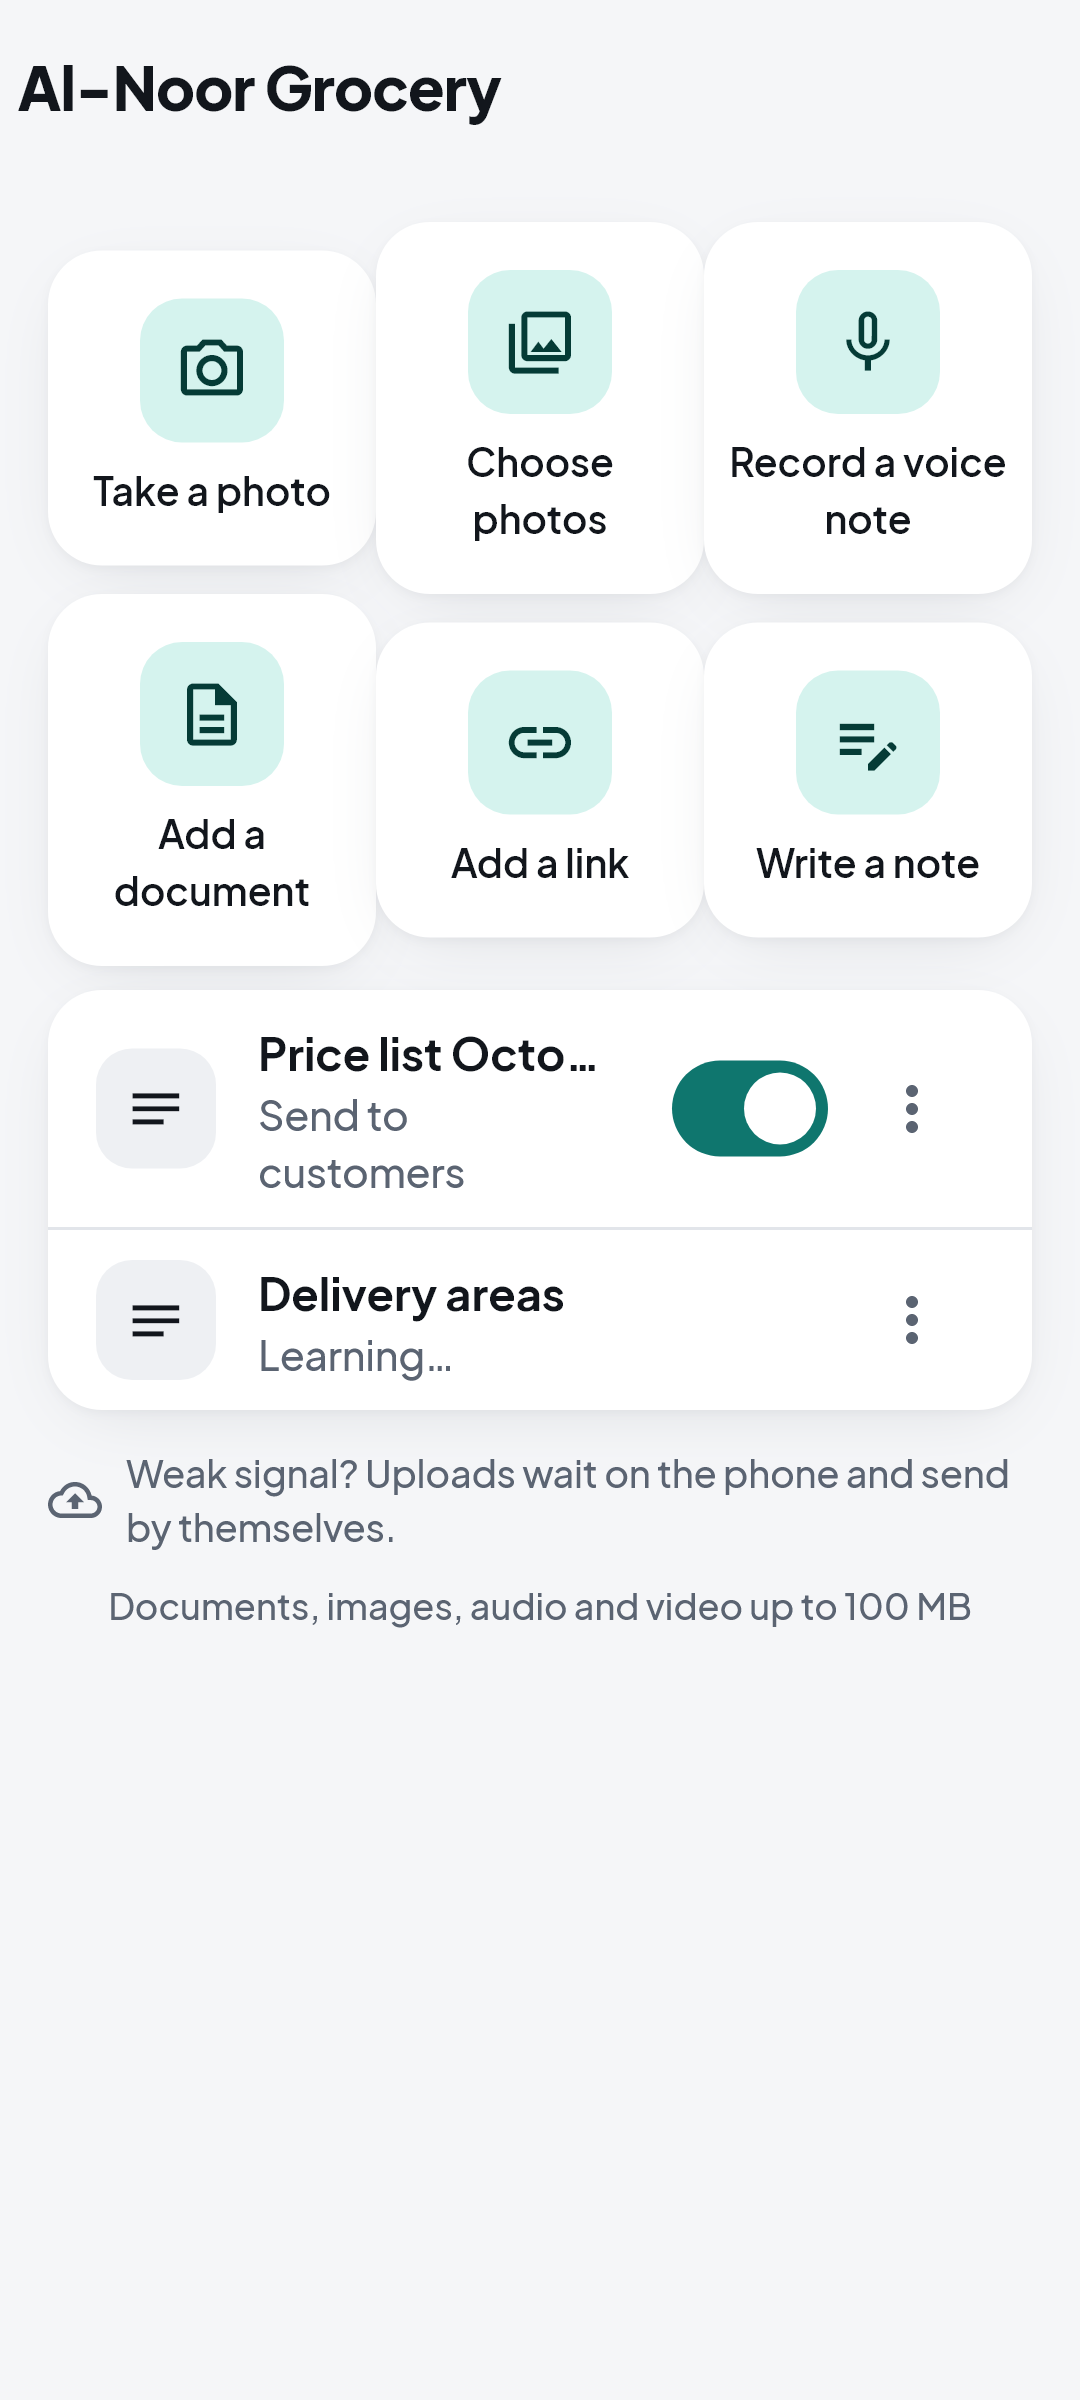 Al-Noor Grocery
Take a photo
Choose
photos
Record a voice
note
Add a
document
Add a link
Write a note
Price list Octo...
Send to
customers
Delivery areas
Learning...
Weak signal? Uploads wait on the phone and send
by themselves.
Documents, images, audio and video up to 100 MB